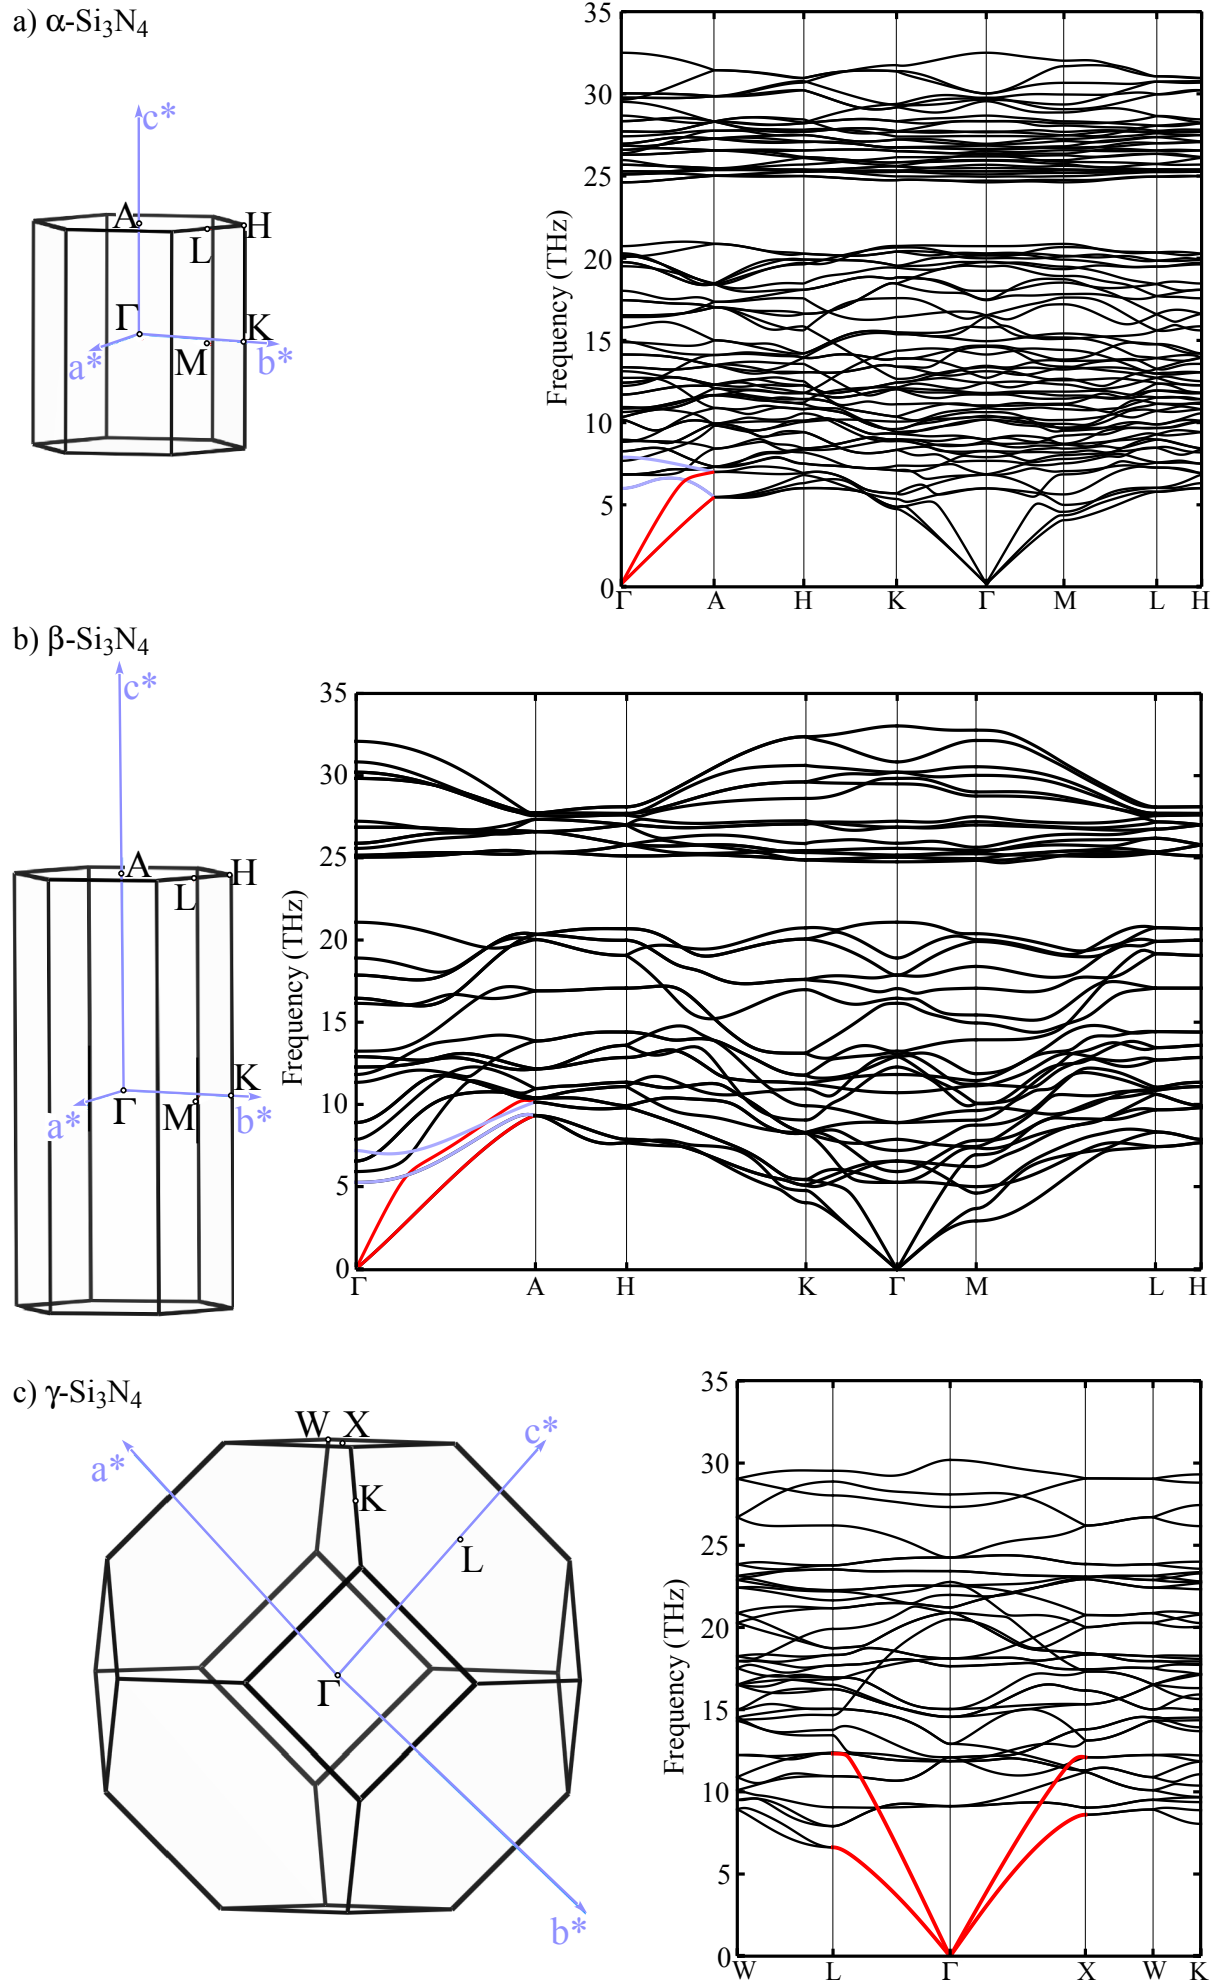 a) α-Si₃N₄
c*
A
H
L
Γ
K
a*
M
b*
Frequency (THz)
35
30
25
20
15
10
5
0
Γ A H K Γ M L H
b) β-Si₃N₄
c*
A
H
L
K
Γ
a*
M
b*
Frequency (THz)
35
30
25
20
15
10
5
0
Γ A H K Γ M L H
c) γ-Si₃N₄
W X
c*
a*
K
L
Γ
b*
Frequency (THz)
35
30
25
20
15
10
5
0
W L Γ X W K